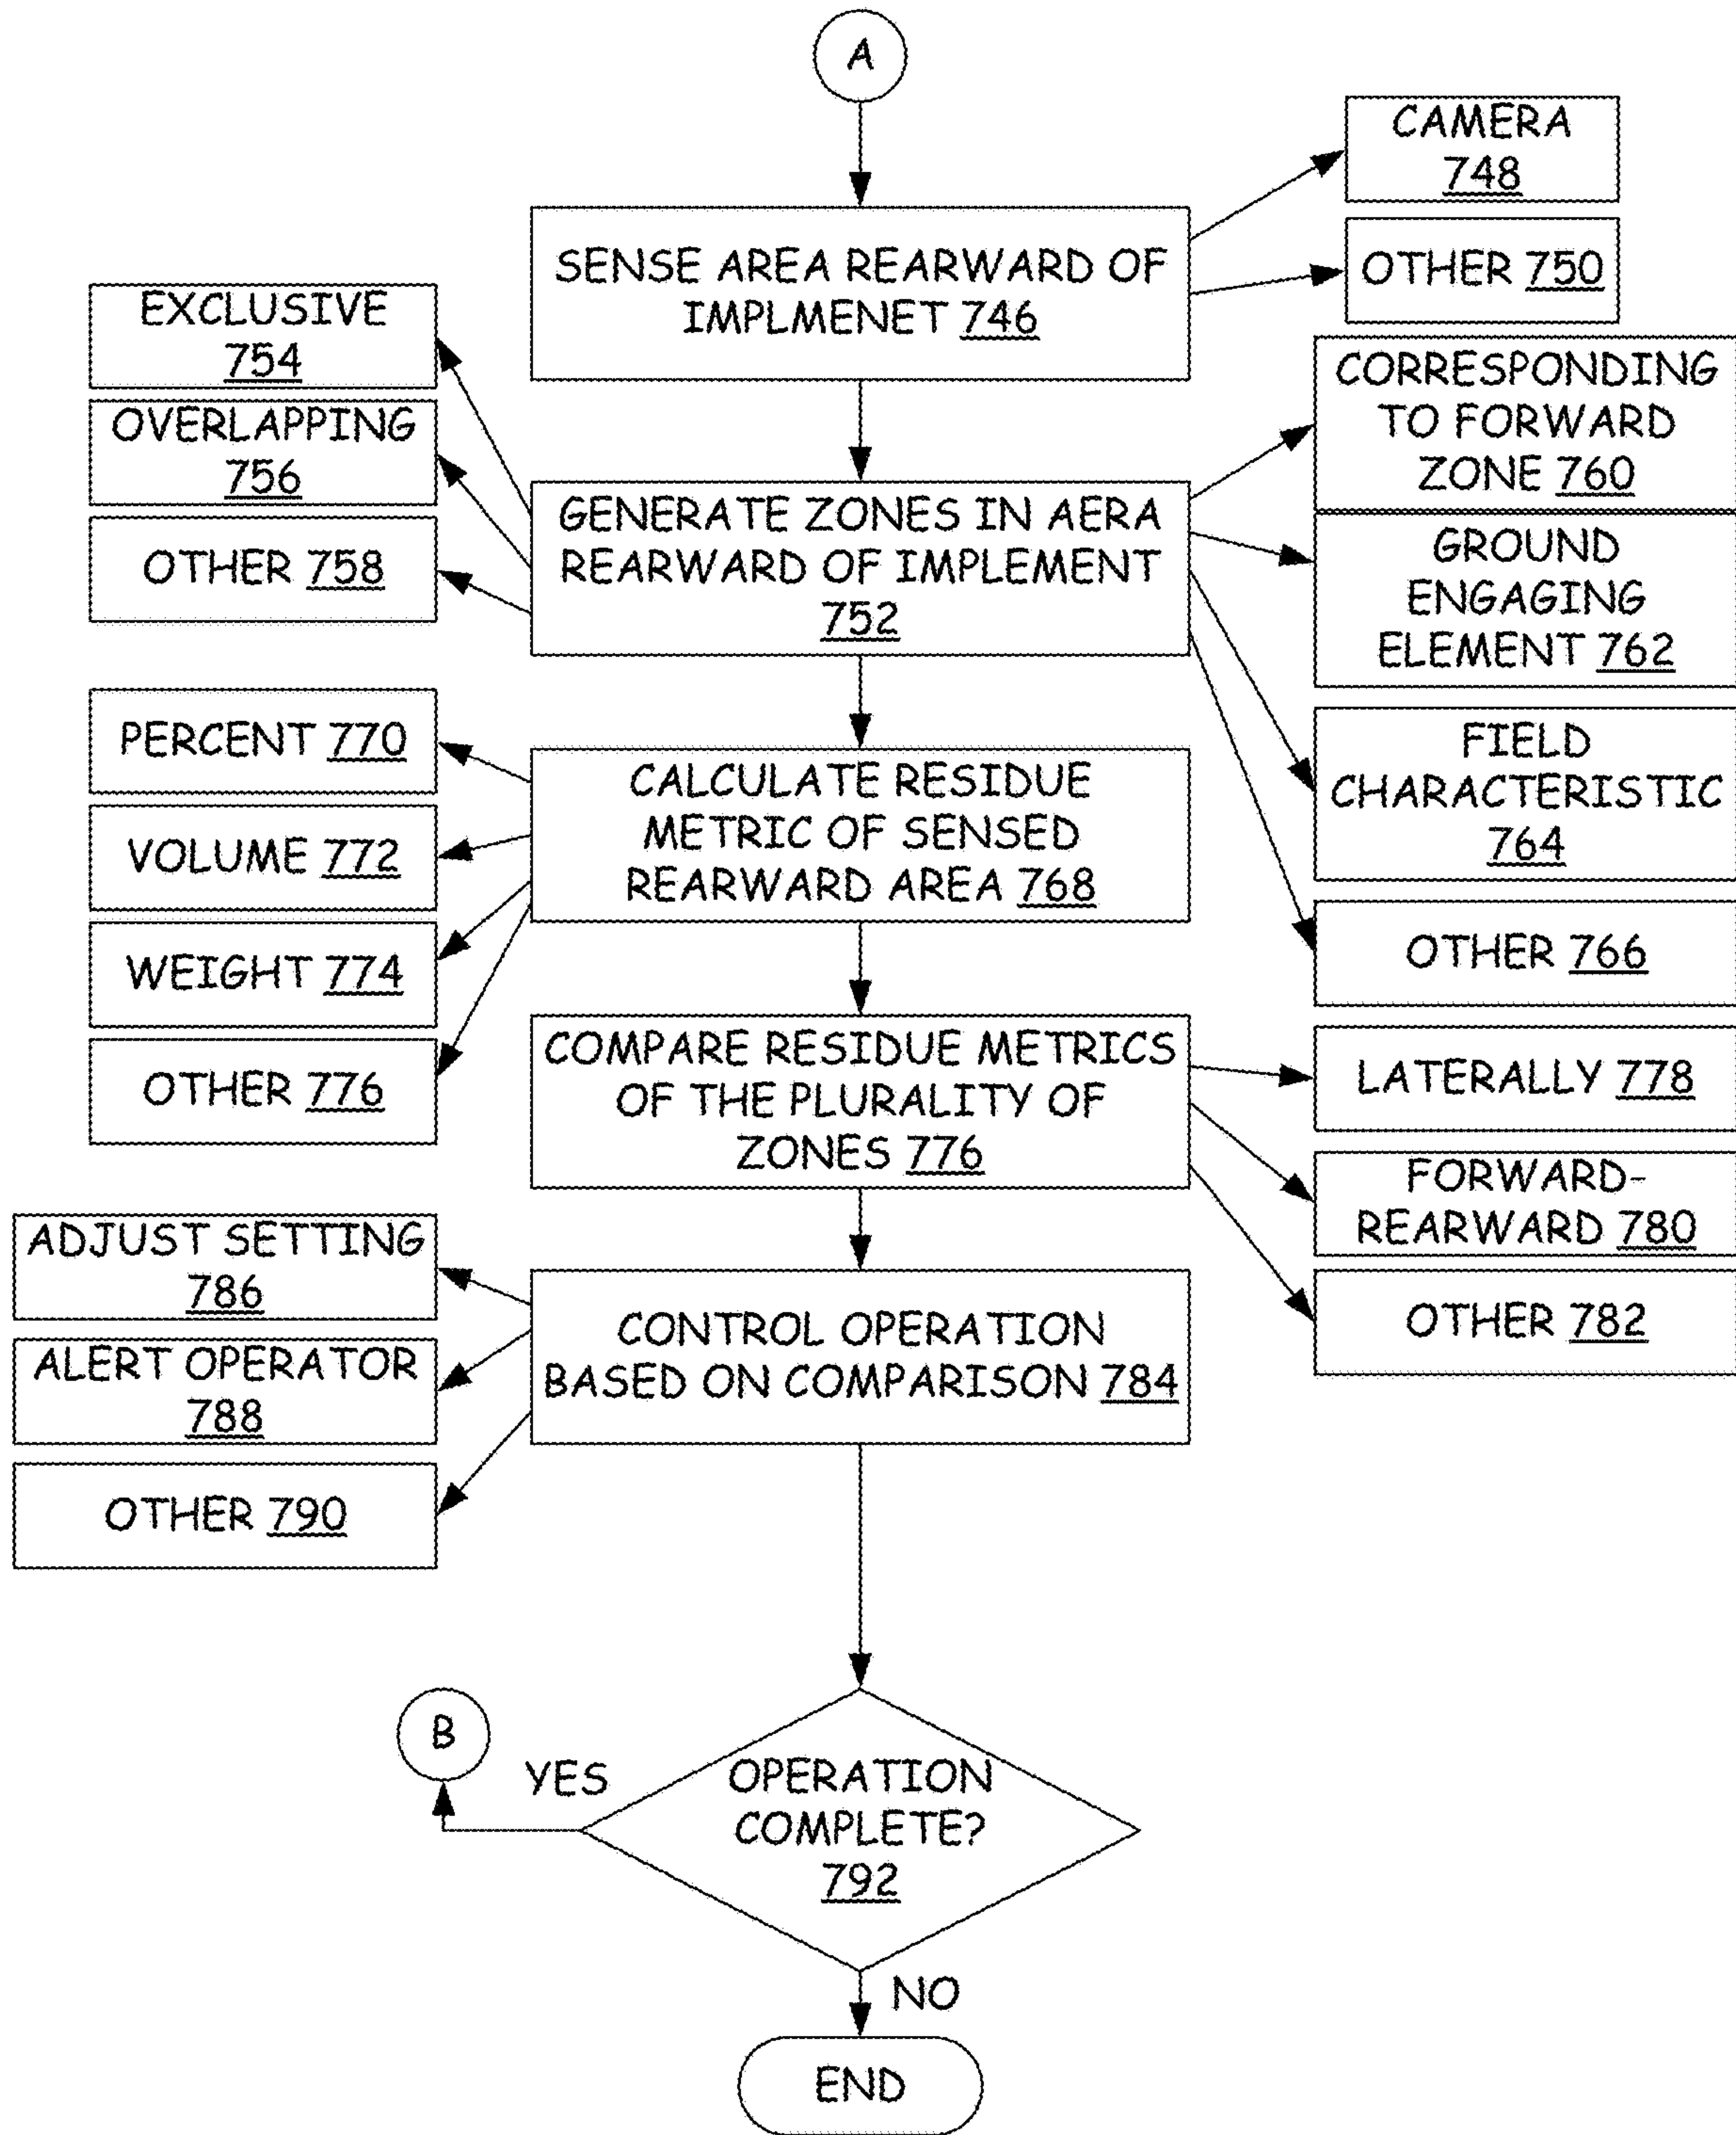 A
CAMERA
748
SENSE AREA REARWARD OF
IMPLMENET 746
OTHER 750
EXCLUSIVE
754
OVERLAPPING
756
OTHER 758
GENERATE ZONES IN AERA
REARWARD OF IMPLEMENT
752
CORRESPONDING
TO FORWARD
ZONE 760
GROUND
ENGAGING
ELEMENT 762
FIELD
CHARACTERISTIC
764
OTHER 766
PERCENT 770
VOLUME 772
WEIGHT 774
OTHER 776
CALCULATE RESIDUE
METRIC OF SENSED
REARWARD AREA 768
COMPARE RESIDUE METRICS
OF THE PLURALITY OF
ZONES 776
LATERALLY 778
FORWARD-
REARWARD 780
OTHER 782
ADJUST SETTING
786
ALERT OPERATOR
788
OTHER 790
CONTROL OPERATION
BASED ON COMPARISON 784
B
YES
OPERATION
COMPLETE?
792
NO
END